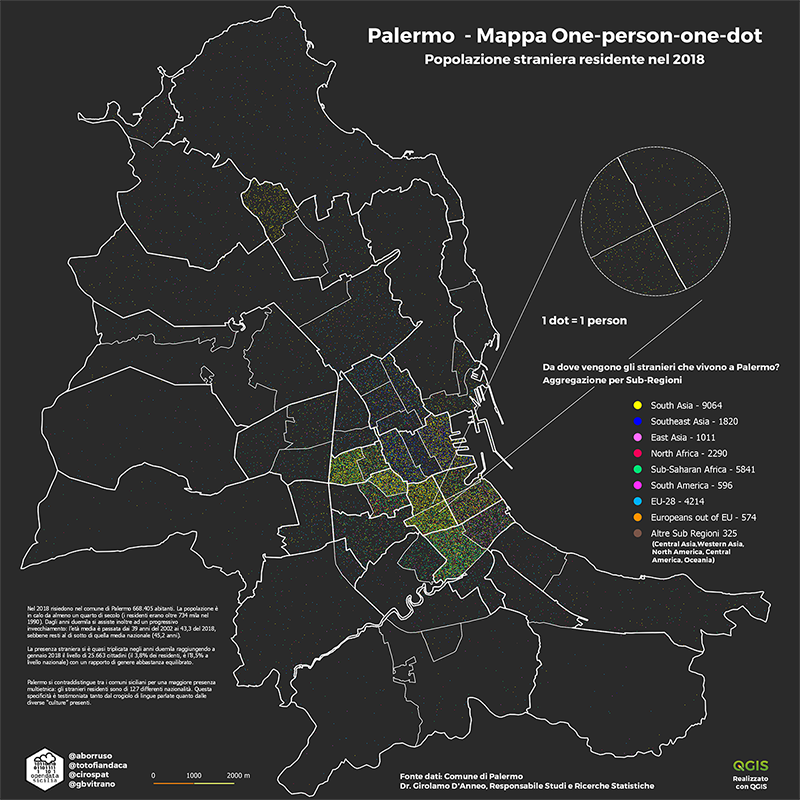 Palermo - Mappa One-person-one-dot
Popolazione straniera residente nel 2018
1 dot = 1 person
Da dove vengono gli stranieri che vivono a Palermo?
Aggregazione per Sub-Regioni
South Asia - 9064
Southeast Asia - 1820
East Asia - 1011
North Africa - 2290
Sub-Saharan Africa - 5841
South America - 596
EU-28 - 4214
Europeans out of EU - 574
Altre Sub Regioni 325
(Central Asia,Western Asia,
North America, Central
America, Oceania)
Nel 2018 risiedono nel comune di Palermo 668.405 abitanti. La popolazione è
in calo da almeno un quarto di secolo (i residenti erano oltre 734 mila nel
1990). Dagli anni duemila si assiste inoltre ad un progressivo
invecchiamento: l'età media è passata dai 39 anni del 2002 ai 43,3 del 2018,
sebbene resti al di sotto di quella media nazionale (45,2 anni).
La presenza straniera si è quasi triplicata negli anni duemila raggiungendo a
gennaio 2018 il livello di 25.663 cittadini (il 3,8% dei residenti, è l'8,5% a
livello nazionale) con un rapporto di genere abbastanza equilibrato.
Palermo si contraddistingue tra i comuni siciliani per una maggiore presenza
multietnica: gli stranieri residenti sono di 127 differenti nazionalità. Questa
specificità è testimoniata tanto dal crogiolo di lingue parlate quanto dalle
diverse "culture" presenti.
opendata
sicilia
@aborruso
@totofiandaca
@cirospat
@gbvitrano
0 1000 2000 m
Fonte dati: Comune di Palermo
Dr. Girolamo D'Anneo, Responsabile Studi e Ricerche Statistiche
QGIS
Realizzato
con QGIS